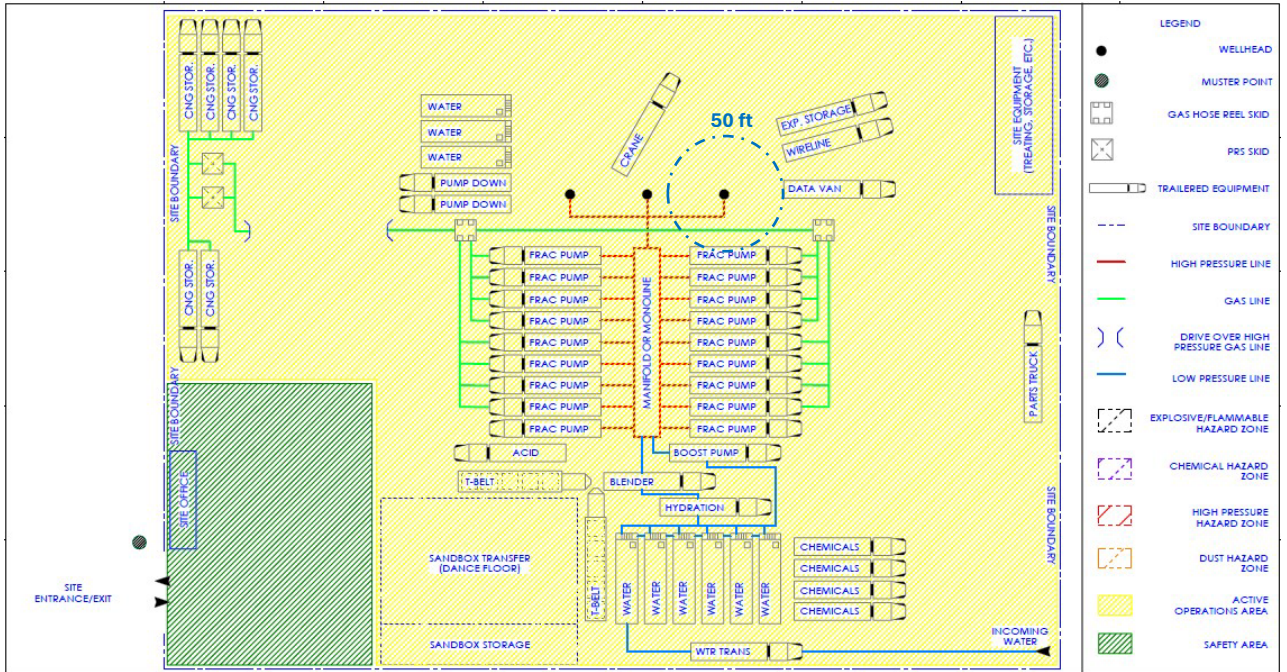 CNG STOR.
CNG STOR.
CNG STOR.
CNG STOR.
SITE BOUNDARY
CNG STOR.
CNG STOR.
SITE BOUNDARY
SITE OFFICE
SITE
ENTRANCE/EXIT
WATER
WATER
WATER
PUMP DOWN
PUMP DOWN
CRANE
50 ft
EXP. STORAGE
WIRELINE
DATA VAN
SITE EQUIPMENT
(TREATING, STORAGE, ETC.)
SITE BOUNDARY
FRAC PUMP
FRAC PUMP
FRAC PUMP
FRAC PUMP
FRAC PUMP
FRAC PUMP
FRAC PUMP
FRAC PUMP
FRAC PUMP
MANIFOLD OR MONOLINE
FRAC PUMP
FRAC PUMP
FRAC PUMP
FRAC PUMP
FRAC PUMP
FRAC PUMP
FRAC PUMP
FRAC PUMP
FRAC PUMP
PARTS TRUCK
ACID
BOOST PUMP
T-BELT
BLENDER
HYDRATION
T-BELT
SANDBOX TRANSFER
(DANCE FLOOR)
SANDBOX STORAGE
WATER
WATER
WATER
WATER
WATER
WATER
CHEMICALS
CHEMICALS
CHEMICALS
CHEMICALS
SITE BOUNDARY
WTR TRANS
INCOMING
WATER
LEGEND
WELLHEAD
MUSTER POINT
GAS HOSE REEL SKID
PRS SKID
TRAILERED EQUIPMENT
SITE BOUNDARY
HIGH PRESSURE LINE
GAS LINE
DRIVE OVER HIGH
PRESSURE GAS LINE
LOW PRESSURE LINE
EXPLOSIVE/FLAMMABLE
HAZARD ZONE
CHEMICAL HAZARD
ZONE
HIGH PRESSURE
HAZARD ZONE
DUST HAZARD
ZONE
ACTIVE
OPERATIONS AREA
SAFETY AREA